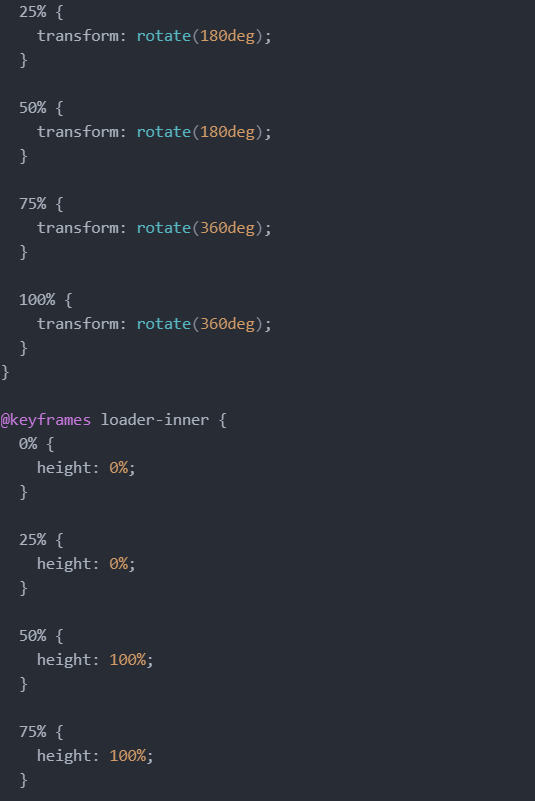 25% {
transform: rotate(180deg);
}
50% {
transform: rotate(180deg);
}
75% {
transform: rotate(360deg);
}
100% {
transform: rotate(360deg);
}
}
@keyframes loader-inner {
0% {
height: 0%;
}
25% {
height: 0%;
}
50% {
height: 100%;
}
75% {
height: 100%;
}